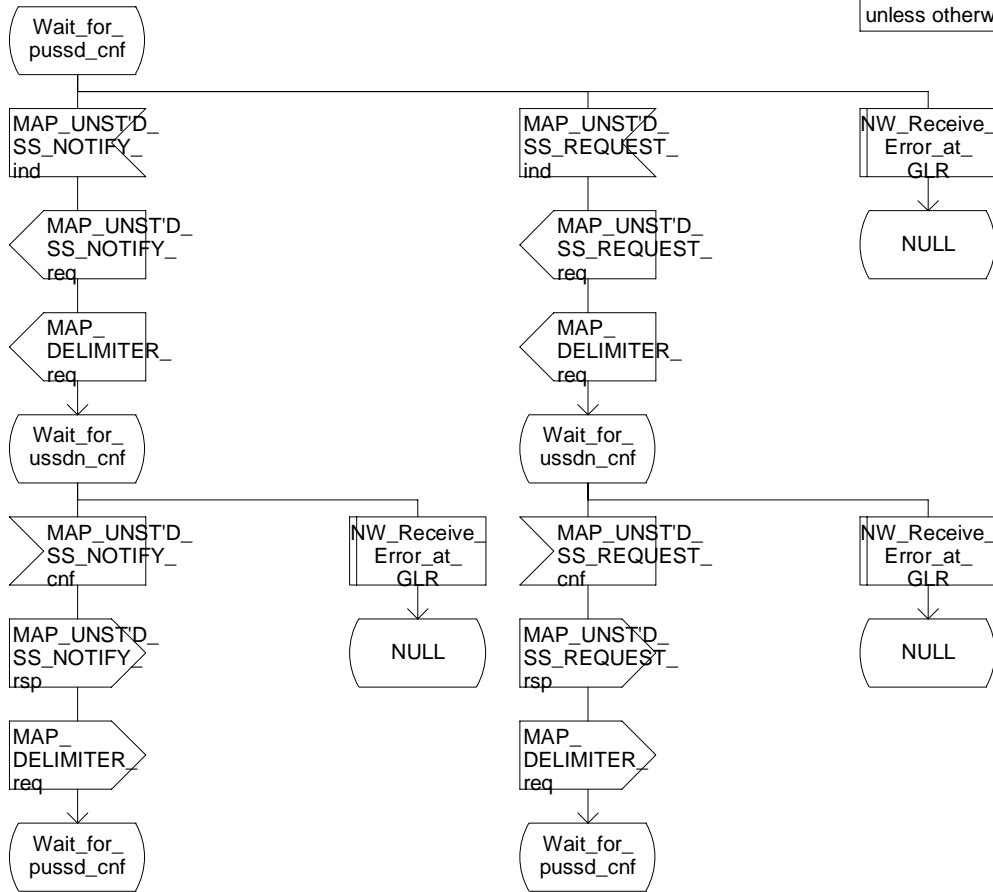 unless otherw
Wait_for_
pussd_cnf
MAP_UNST'D_
SS_NOTIFY_
ind
MAP_UNST'D_
SS_REQUEST_
ind
NW_Receive_
Error_at_
GLR
MAP_UNST'D_
SS_NOTIFY_
req
MAP_UNST'D_
SS_REQUEST_
req
NULL
MAP_
DELIMITER_
req
MAP_
DELIMITER_
req
Wait_for_
ussdn_cnf
Wait_for_
ussdn_cnf
MAP_UNST'D_
SS_NOTIFY_
cnf
NW_Receive_
Error_at_
GLR
MAP_UNST'D_
SS_REQUEST_
cnf
NW_Receive_
Error_at_
GLR
MAP_UNST'D_
SS_NOTIFY_
rsp
NULL
MAP_UNST'D_
SS_REQUEST_
rsp
NULL
MAP_
DELIMITER_
req
MAP_
DELIMITER_
req
Wait_for_
pussd_cnf
Wait_for_
pussd_cnf